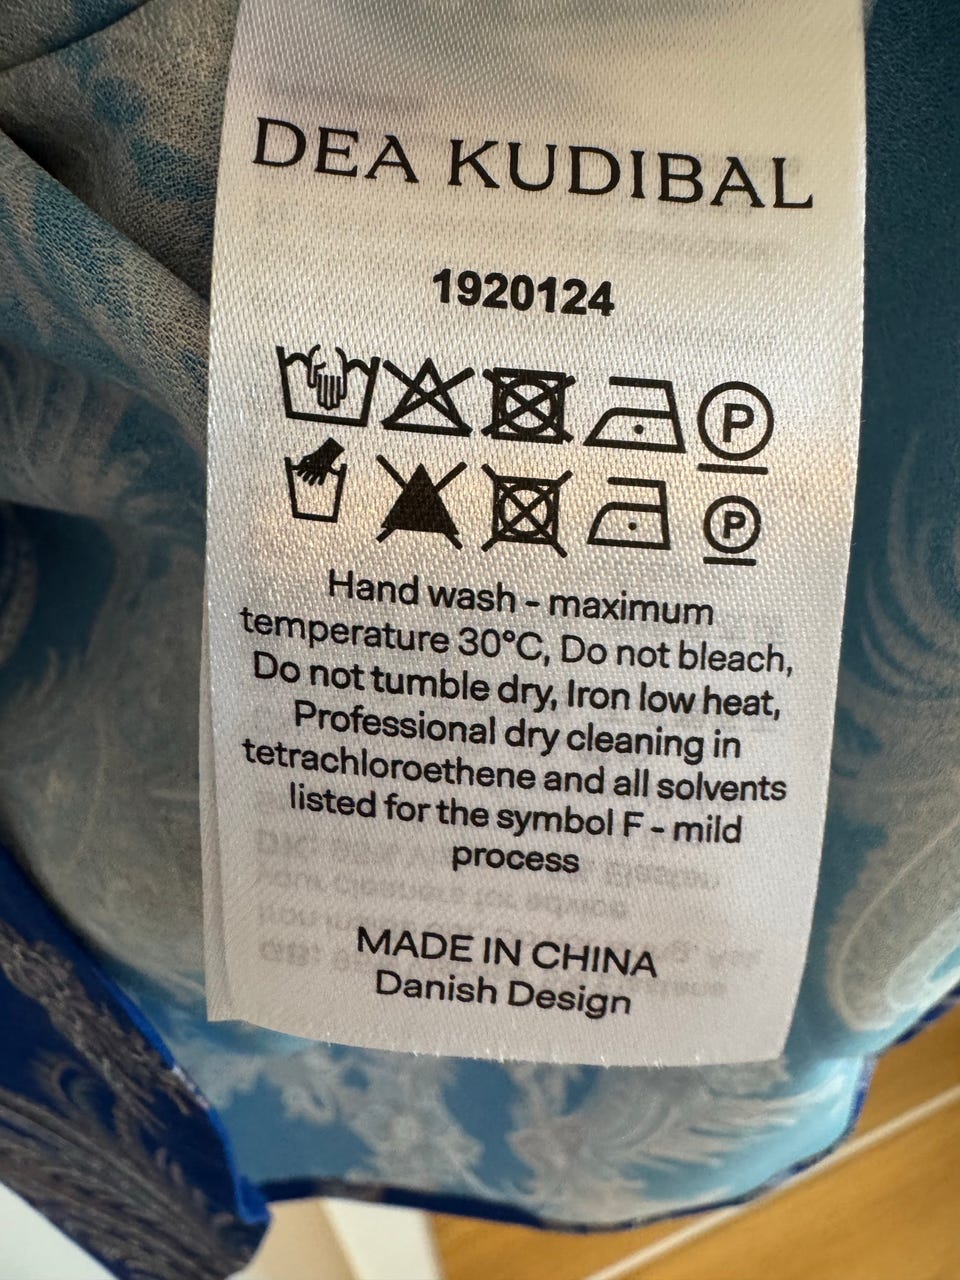 DEA KUDIBAL
1920124
P
P
Hand wash - maximum
temperature 30°C, Do not bleach,
Do not tumble dry, Iron low heat,
Professional dry cleaning in
tetrachloroethene and all solvents
listed for the symbol F - mild
process
MADE IN CHINA
Danish Design